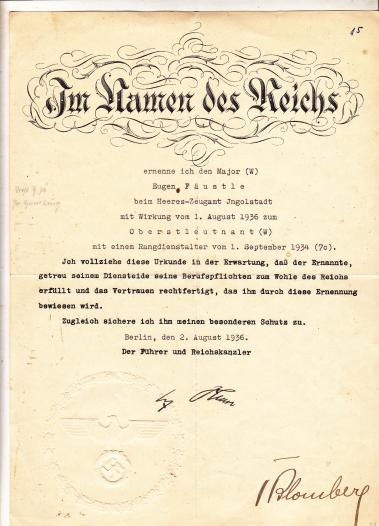 15
Im Namen des Reichs
ernenne ich den Major (W)
Eugen Fäustle
beim Heeres-Zeugamt Jngolstadt
mit Wirkung vom 1. August 1936 zum
Oberstleutnant (W)
mit einem Rangdienstalter vom 1. September 1934 (7c).
Jch vollziehe diese Urkunde in der Erwartung, daß der Ernannte,
getreu seinem Diensteide seine Berufspflichten zum Wohle des Reichs
erfüllt und das Vertrauen rechtfertigt, das ihm durch diese Ernennung
bewiesen wird.
Zugleich sichere ich ihm meinen besonderen Schutz zu.
Berlin, den 2. August 1936.
Der Führer und Reichskanzler
vBlomberg